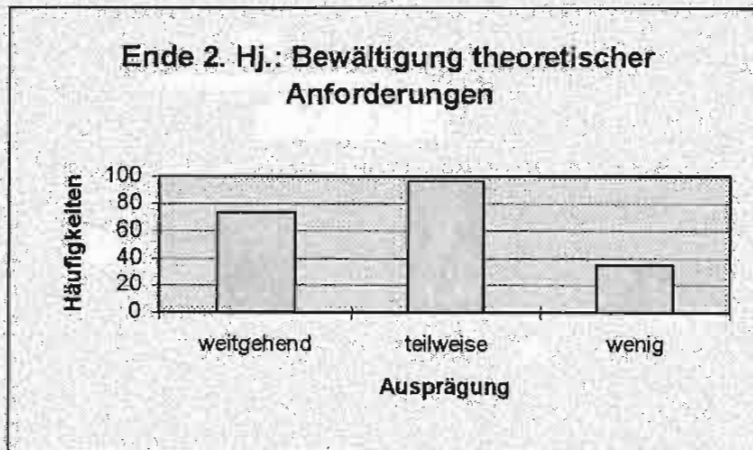 Ende 2. Hj.: Bewältigung theoretischer
Anforderungen
Häufigkeiten
100
80
60
40
20
0
weitgehend teilweise wenig
Ausprägung